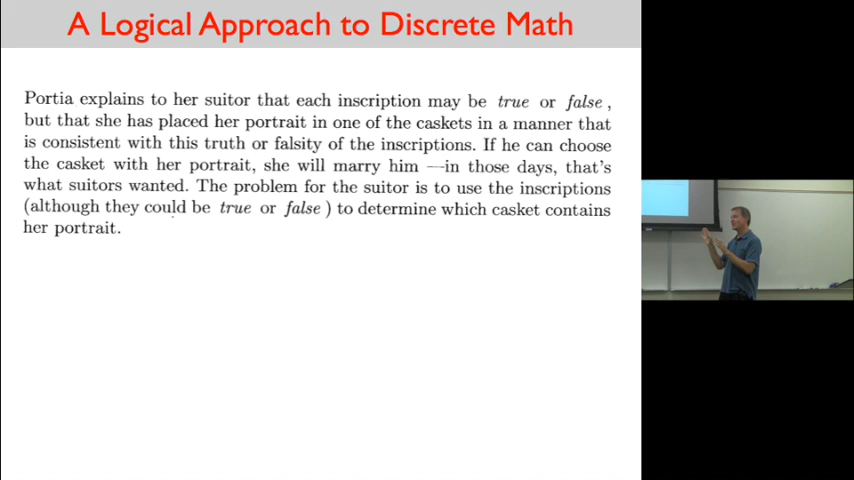 A Logical Approach to Discrete Math
Portia explains to her suitor that each inscription may be true or false ,
but that she has placed her portrait in one of the caskets in a manner that
is consistent with this truth or falsity of the inscriptions. If he can choose
the casket with her portrait, she will marry him —in those days, that's
what suitors wanted. The problem for the suitor is to use the inscriptions
(although they could be true or false ) to determine which casket contains
her portrait.